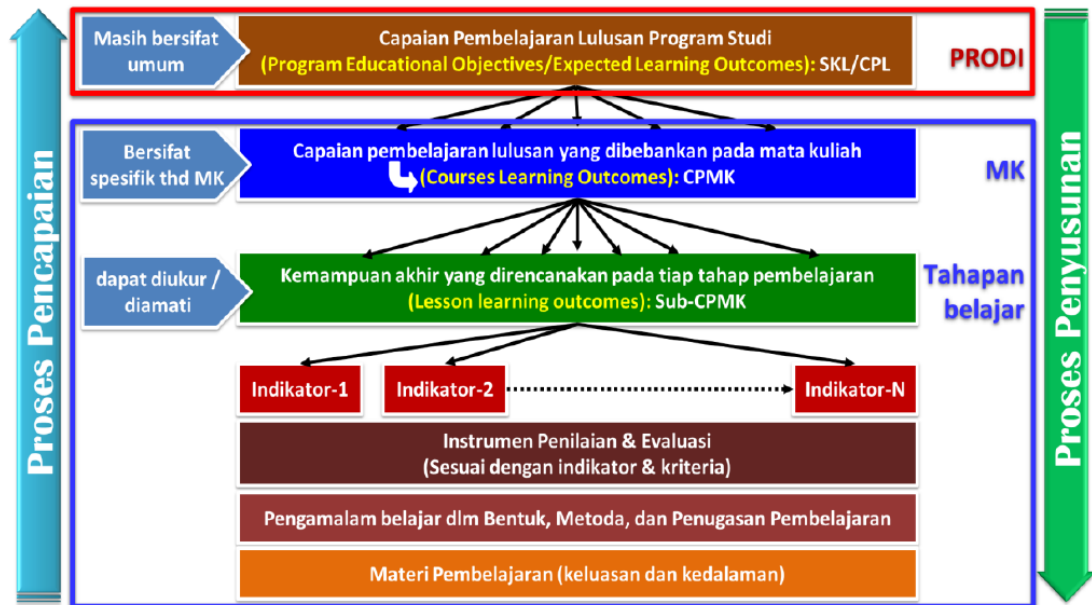 Proses Pencapaian
Masih bersifat
umum
Capaian Pembelajaran Lulusan Program Studi
(Program Educational Objectives/Expected Learning Outcomes): SKL/CPL
PRODI
Bersifat
spesifik thd MK
Capaian pembelajaran lulusan yang dibebankan pada mata kuliah
(Courses Learning Outcomes): CPMK
MK
dapat diukur /
diamati
Kemampuan akhir yang direncanakan pada tiap tahap pembelajaran
(Lesson learning outcomes): Sub-CPMK
Tahapan
belajar
Indikator-1
Indikator-2
Indikator-N
Instrumen Penilaian & Evaluasi
(Sesuai dengan indikator & kriteria)
Pengamalam belajar dlm Bentuk, Metoda, dan Penugasan Pembelajaran
Materi Pembelajaran (keluasan dan kedalaman)
Proses Penyusunan